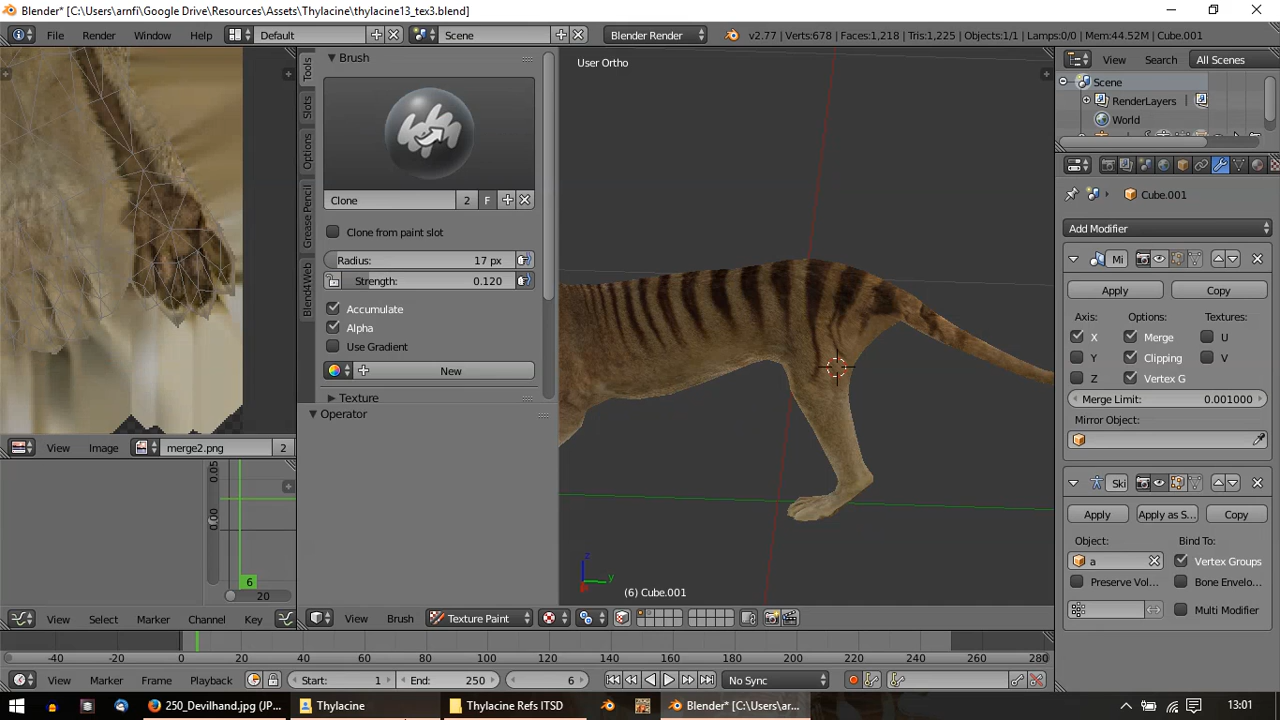 Blender* [C:\Users\arnfi\Google Drive\Resources\Assets\Thylacine\thylacine13_tex3.blend]
File Render Window Help Default Scene Blender Render v2.77 | Verts:678 | Faces:1,218 | Tris:1,225 | Objects:1/1 | Lamps:0/0 | Mem:44.52M | Cube.001
Tools
Slots
Options
Grease Pencil
Blend4Web
Brush
Clone 2 F
Clone from paint slot
Radius: 17 px
Strength: 0.120
Accumulate
Alpha
Use Gradient
New
Texture
Operator
User Ortho
z
y
(6) Cube.001
View Brush Texture Paint
View Search All Scenes
Scene
RenderLayers
World
Cube.001
Add Modifier
Mi
Apply Copy
Axis: Options: Textures:
X Merge U
Y Clipping V
Z Vertex G
Merge Limit: 0.001000
Mirror Object:
Ski
Apply Apply as S... Copy
Object: Bind To:
a Vertex Groups
Preserve Vol... Bone Envelo...
Multi Modifier
View Image merge2.png 2
0.05
0.00
6
20
View Select Marker Channel Key
-40 -20 0 20 40 60 80 100 120 140 160 180 200 220 240 260 280
View Marker Frame Playback Start: 1 End: 250 6 No Sync
250_Devilhand.jpg (JP... Thylacine Thylacine Refs ITSD Blender* [C:\Users\ar... 13:01